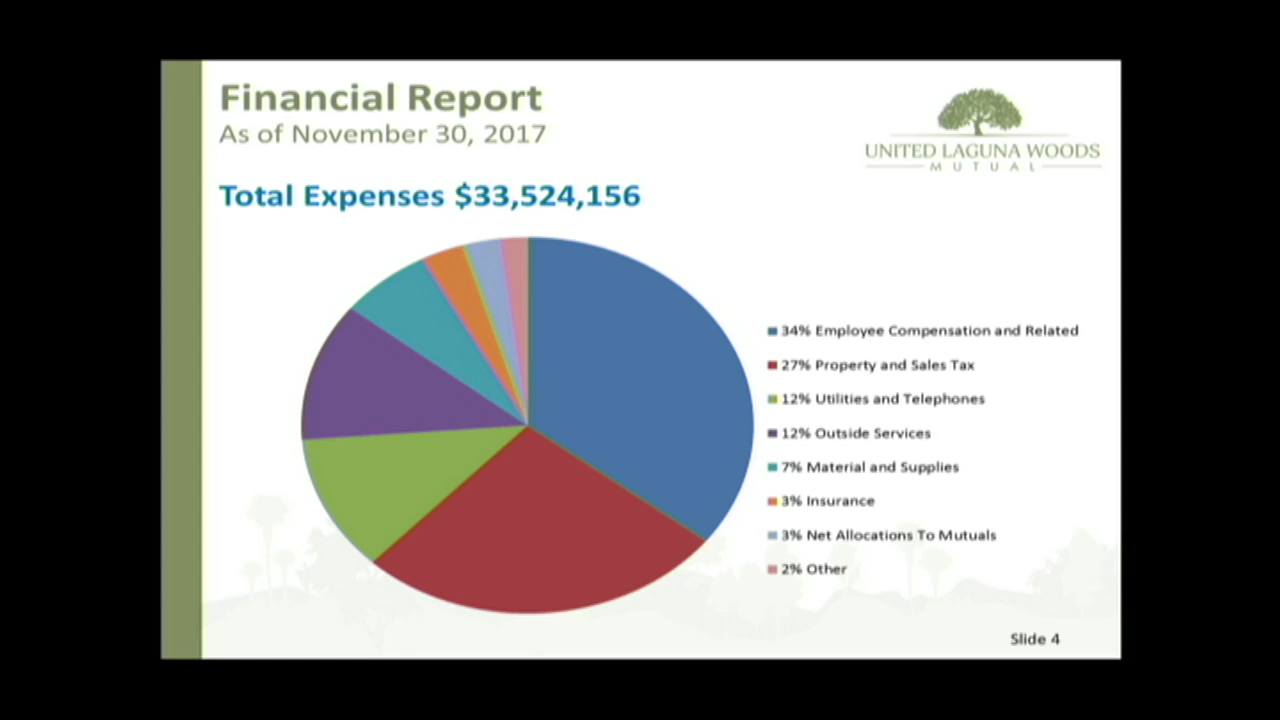 Financial Report
As of November 30, 2017
UNITED LAGUNA WOODS
MUTUAL
Total Expenses $33,524,156
34% Employee Compensation and Related
27% Property and Sales Tax
12% Utilities and Telephones
12% Outside Services
7% Material and Supplies
3% Insurance
3% Net Allocations To Mutuals
2% Other
Slide 4